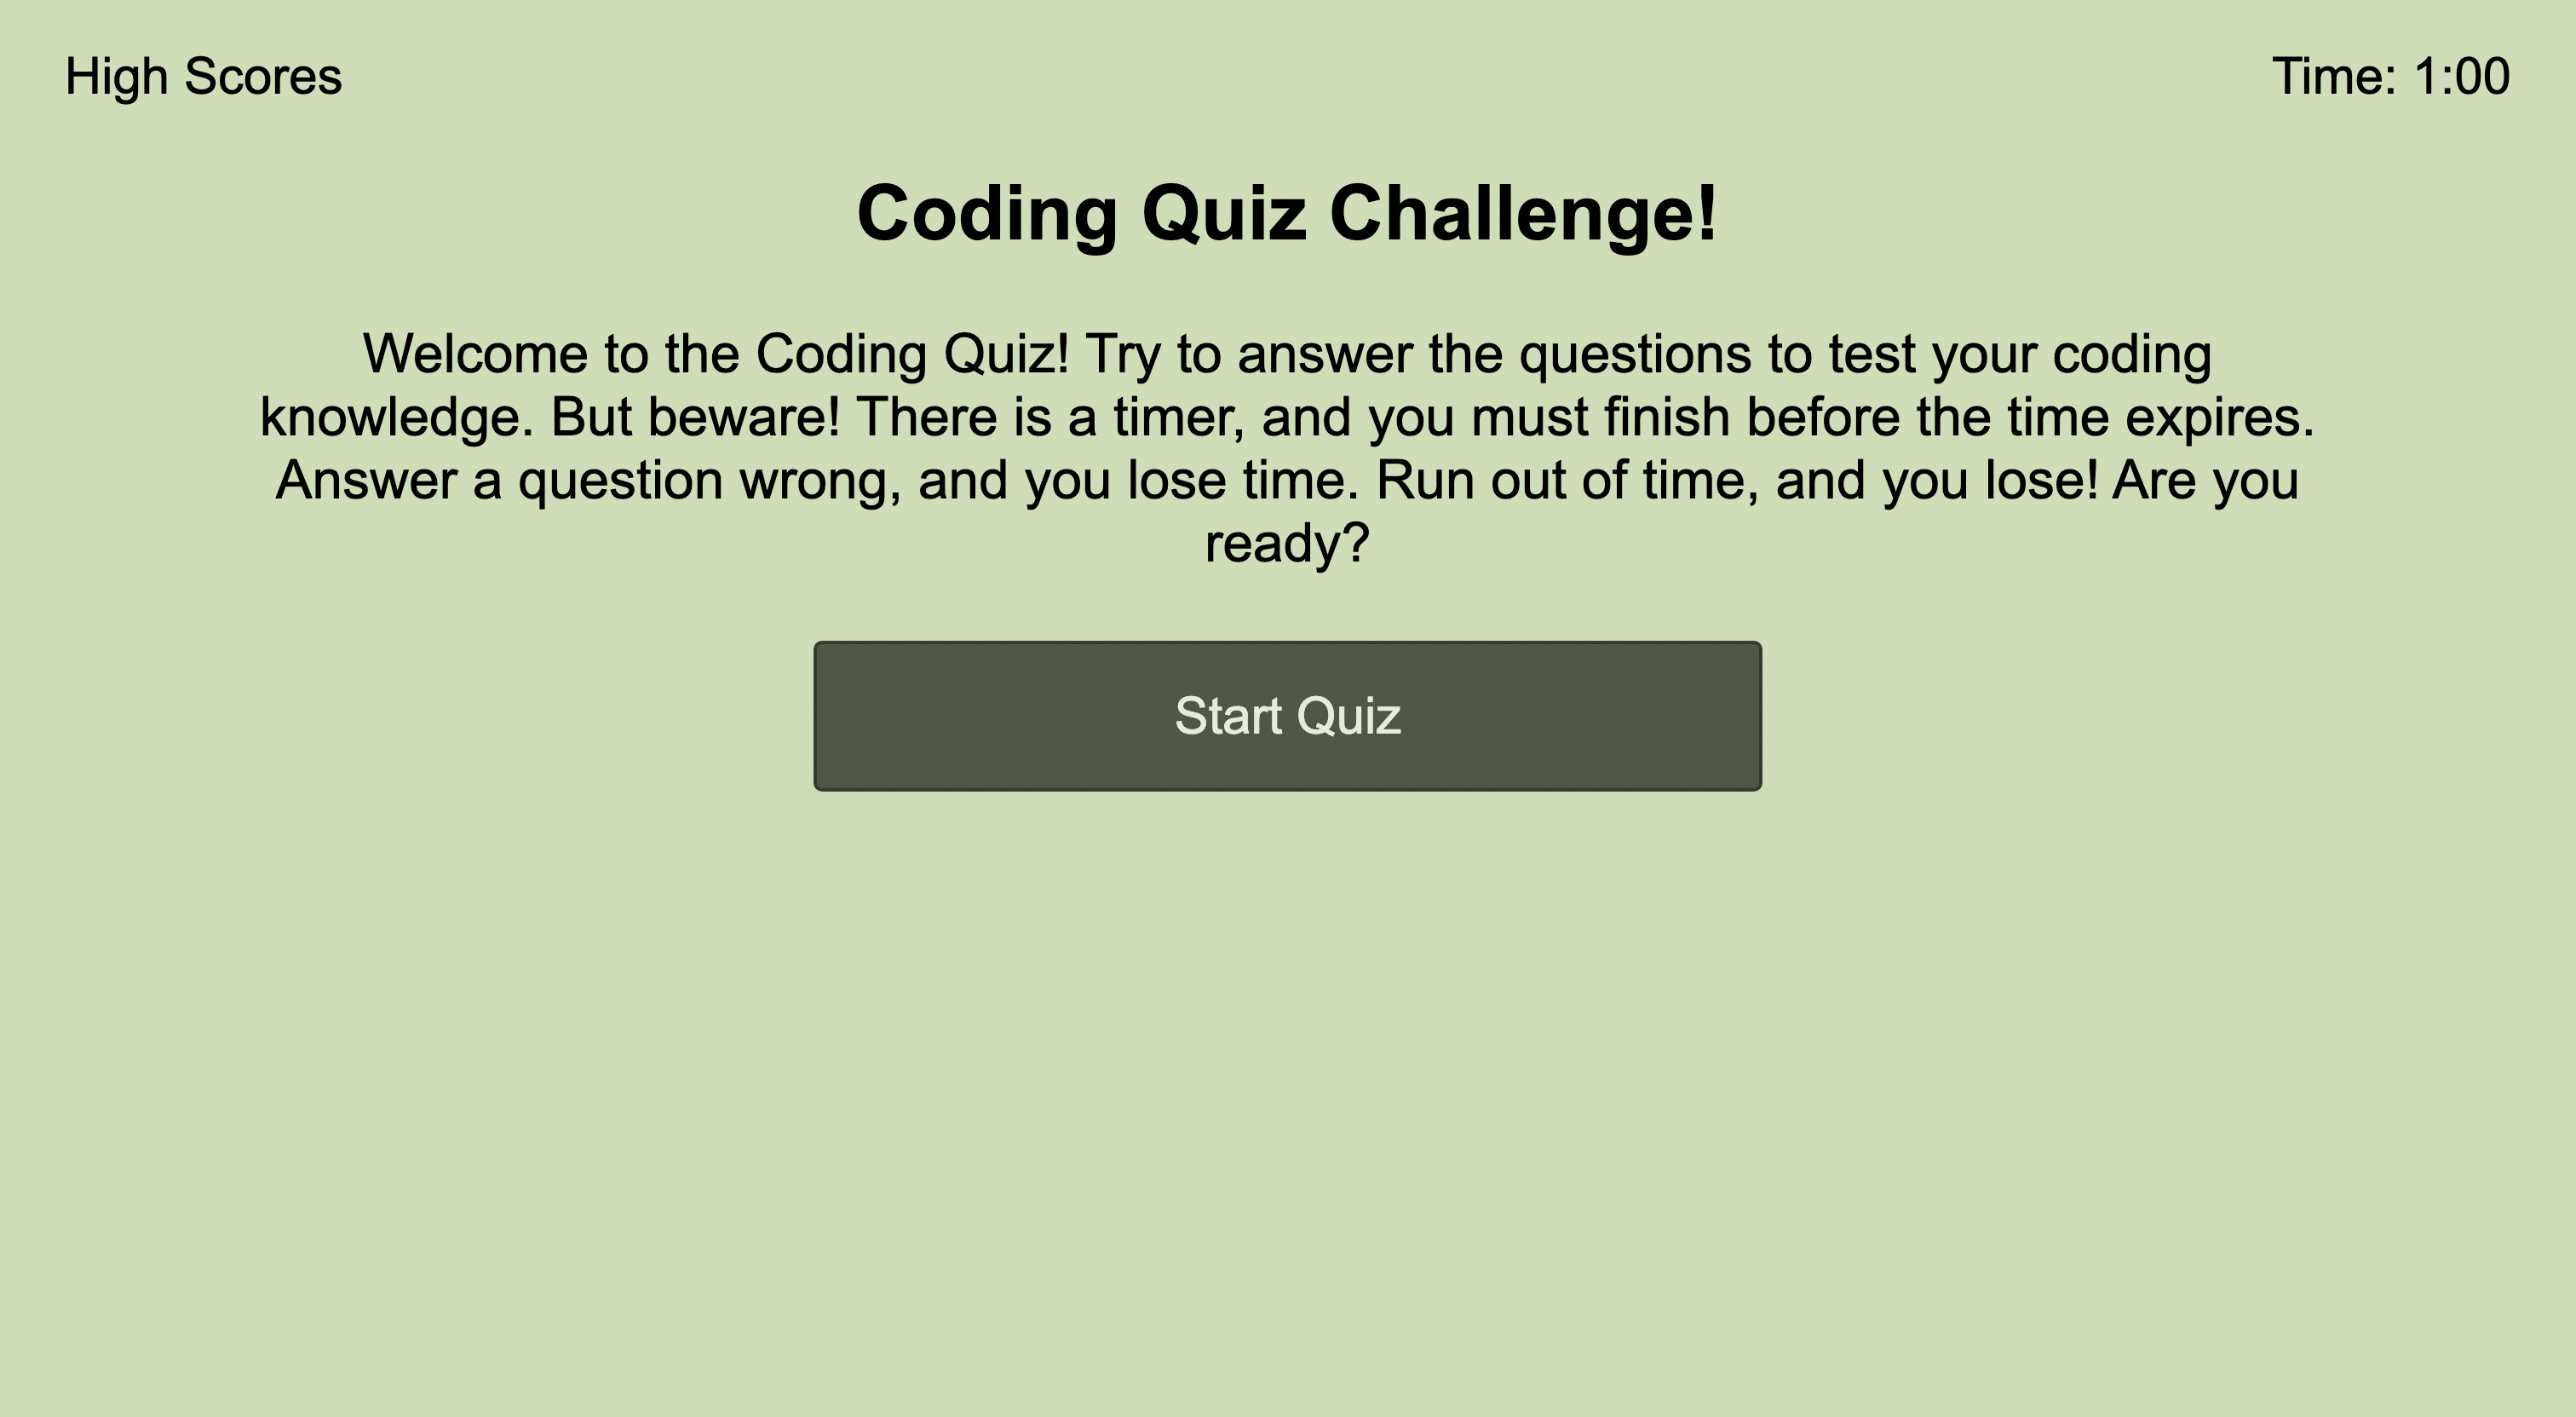 High Scores
Time: 1:00
Coding Quiz Challenge!
Welcome to the Coding Quiz! Try to answer the questions to test your coding
knowledge. But beware! There is a timer, and you must finish before the time expires.
Answer a question wrong, and you lose time. Run out of time, and you lose! Are you
ready?
Start Quiz